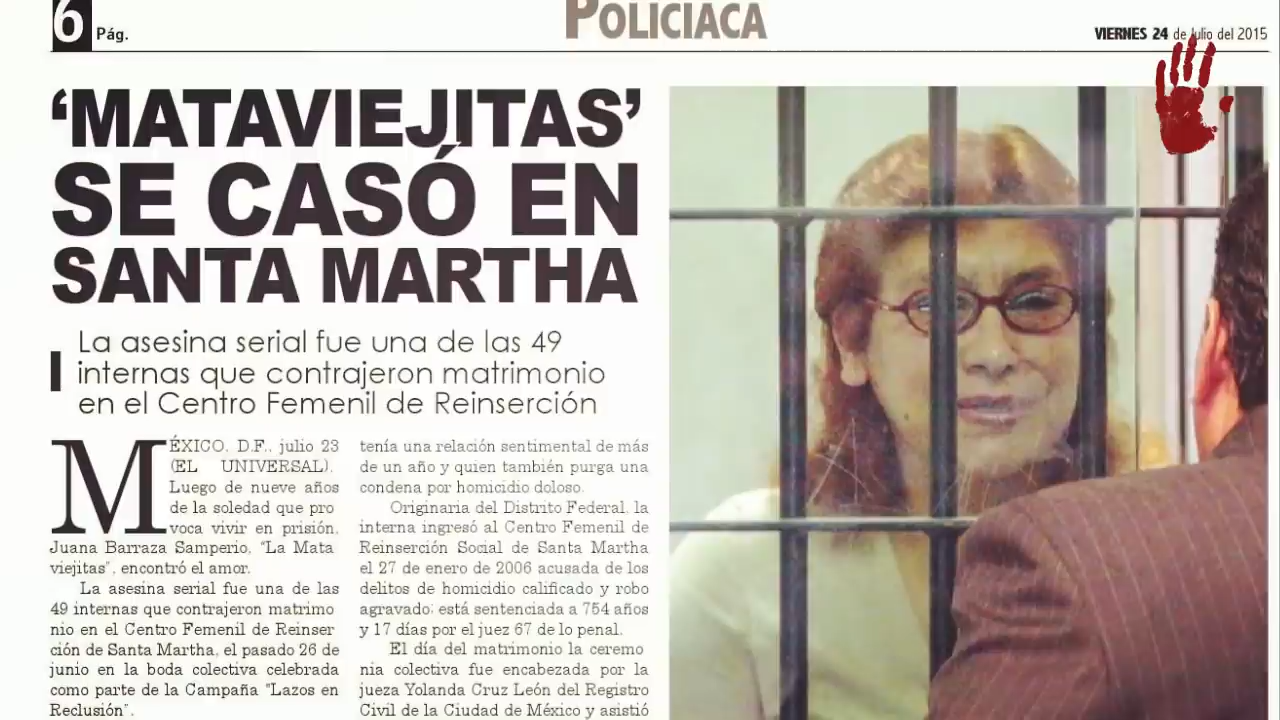 6 Pág.
POLICIACA
VIERNES 24 de Julio del 2015
‘MATAVIEJITAS’
SE CASÓ EN
SANTA MARTHA
La asesina serial fue una de las 49
internas que contrajeron matrimonio
en el Centro Femenil de Reinserción
MÉXICO, D.F., julio 23
(EL UNIVERSAL).
Luego de nueve años
de la soledad que pro
voca vivir en prisión,
Juana Barraza Samperio, “La Mata
viejitas”, encontró el amor.
La asesina serial fue una de las
49 internas que contrajeron matrimo
nio en el Centro Femenil de Reinser
ción de Santa Martha, el pasado 26 de
junio en la boda colectiva celebrada
como parte de la Campaña “Lazos en
Reclusión”.
tenía una relación sentimental de más
de un año y quien también purga una
condena por homicidio doloso.
Originaria del Distrito Federal, la
interna ingresó al Centro Femenil de
Reinserción Social de Santa Martha
el 27 de enero de 2006 acusada de los
delitos de homicidio calificado y robo
agravado; está sentenciada a 754 años
y 17 días por el juez 67 de lo penal.
El día del matrimonio la ceremo
nia colectiva fue encabezada por la
jueza Yolanda Cruz León del Registro
Civil de la Ciudad de México y asistió